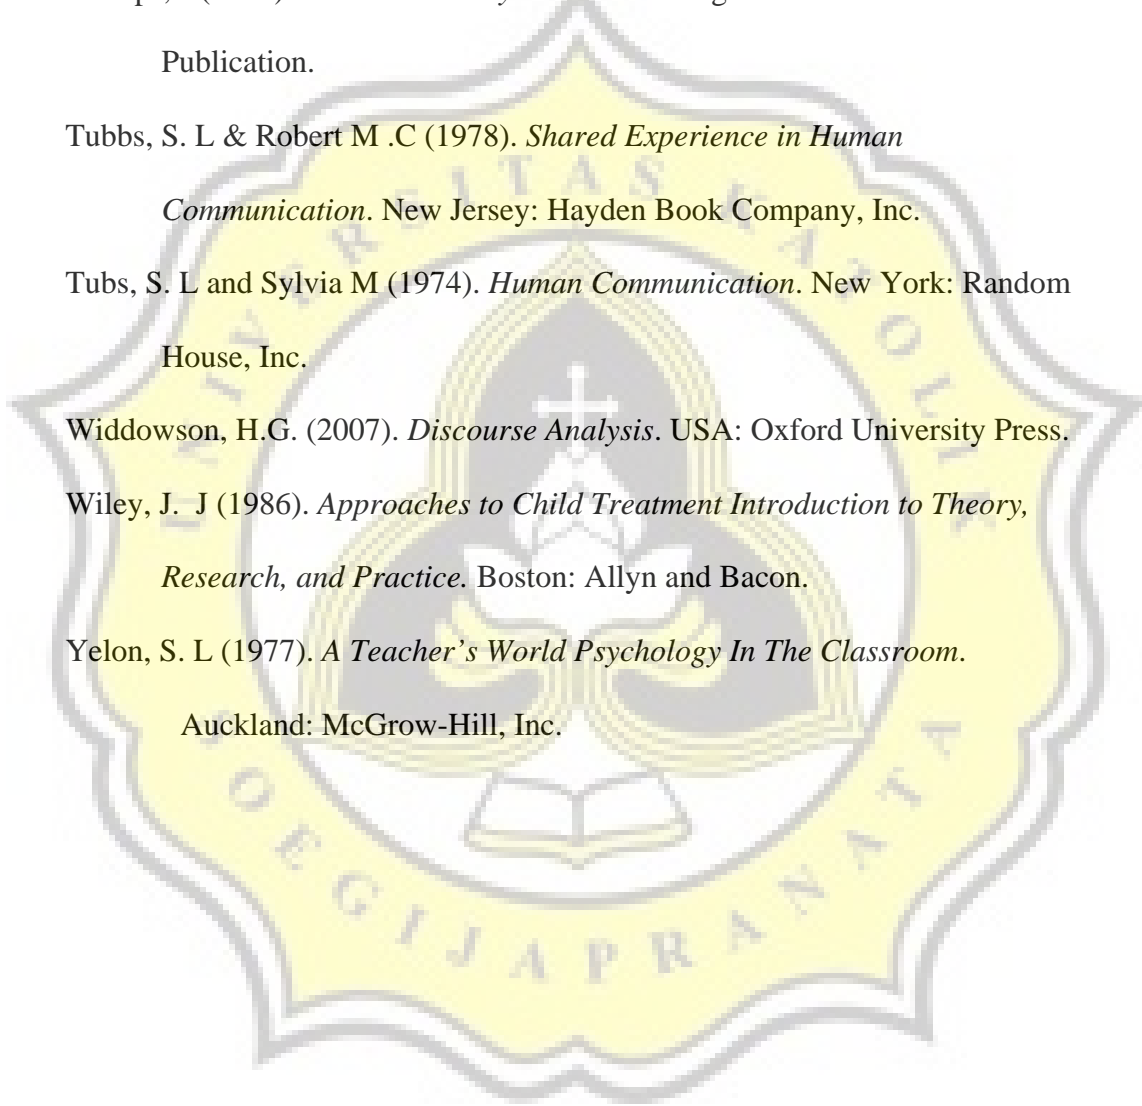 Publication.
Tubbs, S. L & Robert M .C (1978). Shared Experience in Human
Communication. New Jersey: Hayden Book Company, Inc.
Tubs, S. L and Sylvia M (1974). Human Communication. New York: Random
House, Inc.
Widdowson, H.G. (2007). Discourse Analysis. USA: Oxford University Press.
Wiley, J. J (1986). Approaches to Child Treatment Introduction to Theory,
Research, and Practice. Boston: Allyn and Bacon.
Yelon, S. L (1977). A Teacher’s World Psychology In The Classroom.
Auckland: McGrow-Hill, Inc.
UNIVERSITAS KATOLIK
SOEGIJAPRANATA